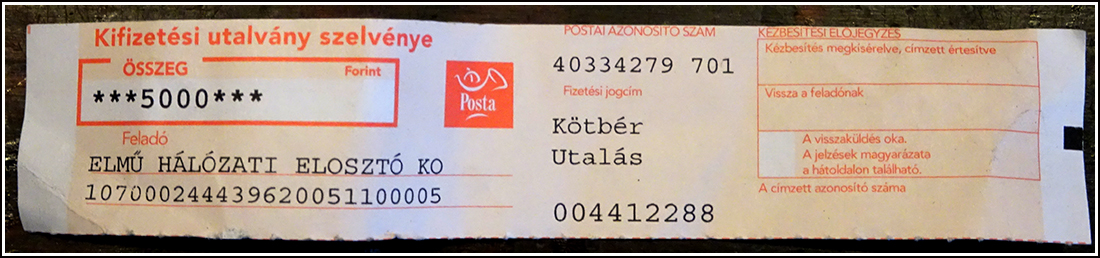 Kifizetési utalvány szelvénye
ÖSSZEG
Forint
***5000***
Posta
Feladó
ELMŰ HÁLÓZATI ELOSZTÓ KO
107000244439620051100005
POSTAI AZONOSÍTÓ SZÁM
40334279 701
Fizetési jogcím
Kötbér
Utalás
004412288
KÉZBESÍTÉSI ELŐJEGYZÉS
Kézbesítés megkísérelve, címzett értesítve
Vissza a feladónak
A visszaküldés oka.
A jelzések magyarázata
a hátoldalon található.
A címzett azonosító száma